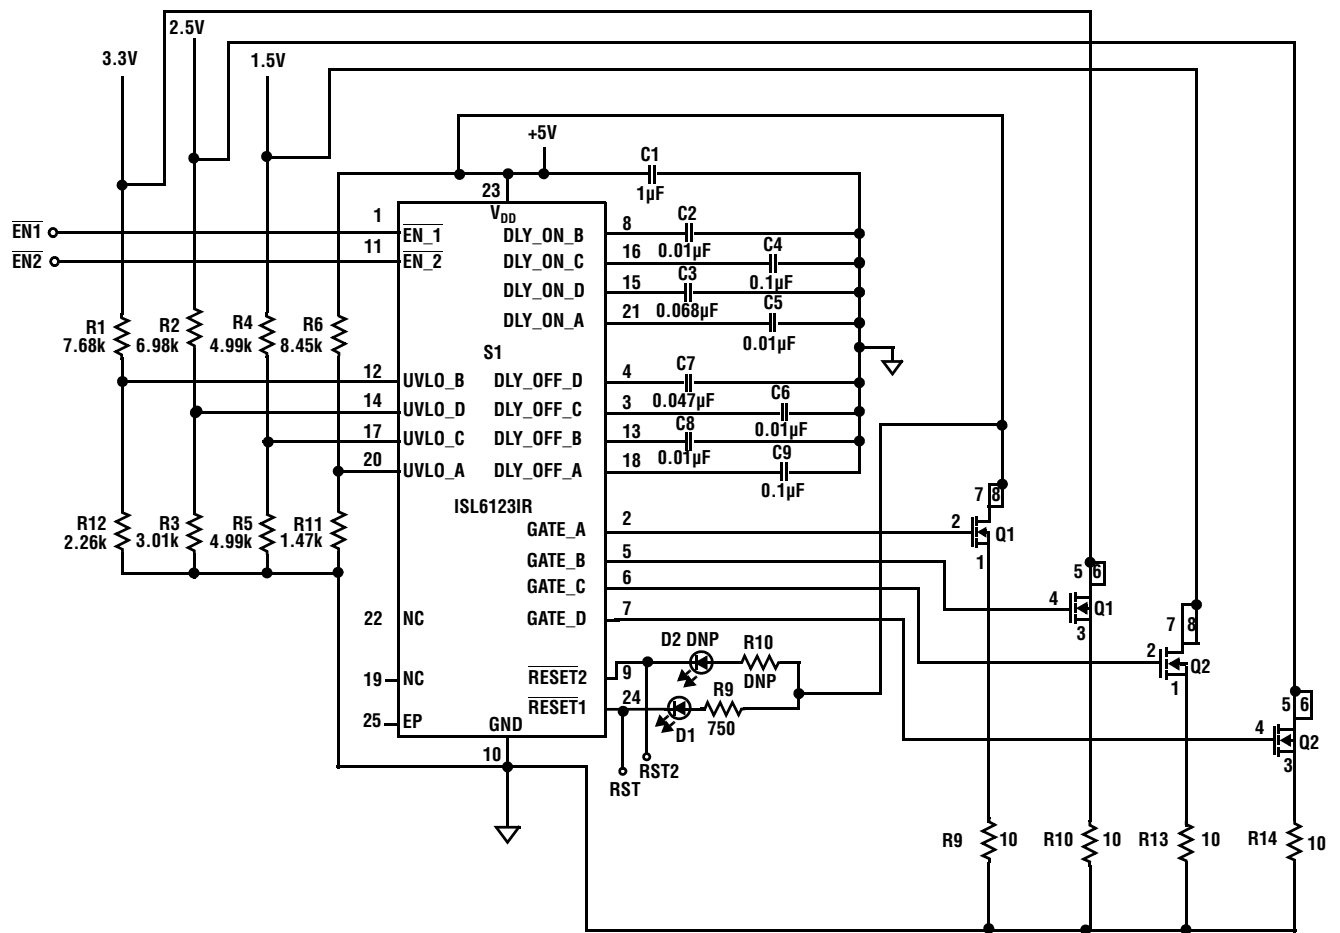 2.5V
3.3V
1.5V
+5V
C1
1µF
23
V_DD
EN1
1
EN_1
EN2
11
EN_2
DLY_ON_B
8
C2
0.01µF
DLY_ON_C
16
C4
0.1µF
DLY_ON_D
15
C3
0.068µF
DLY_ON_A
21
C5
0.01µF
R1
7.68k
R2
6.98k
R4
4.99k
R6
8.45k
S1
12
UVLO_B
14
UVLO_D
17
UVLO_C
20
UVLO_A
DLY_OFF_D
4
C7
0.047µF
DLY_OFF_C
3
C6
0.01µF
DLY_OFF_B
13
C8
0.01µF
DLY_OFF_A
18
C9
0.1µF
ISL6123IR
R12
2.26k
R3
3.01k
R5
4.99k
R11
1.47k
GATE_A
2
GATE_B
5
GATE_C
6
GATE_D
7
7
8
2
Q1
1
5
6
4
Q1
3
7
8
2
Q2
1
5
6
4
Q2
3
22
NC
19
NC
25
EP
RESET2
9
D2 DNP
R10
DNP
RESET1
24
D1
R9
750
GND
10
RST
RST2
R9
10
R10
10
R13
10
R14
10